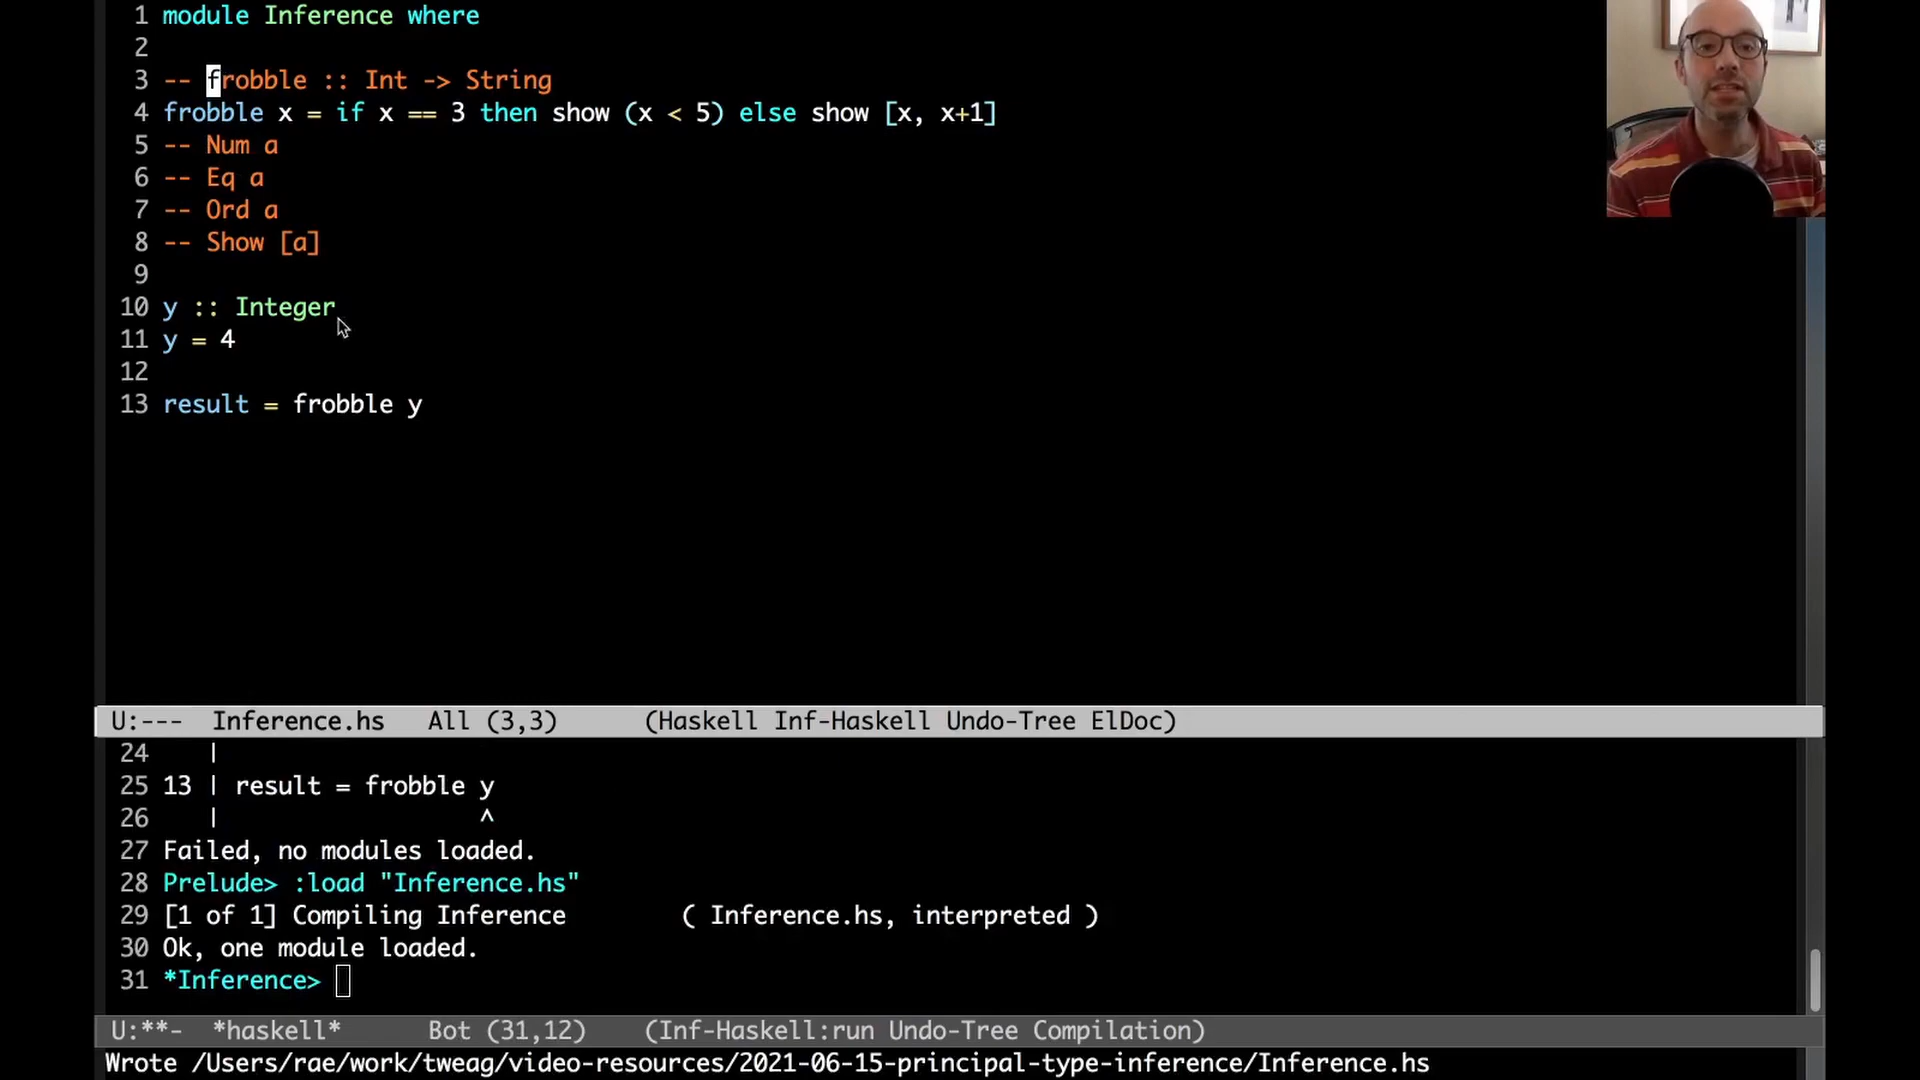 1 module Inference where
2
3 -- frobble :: Int -> String
4 frobble x = if x == 3 then show (x < 5) else show [x, x+1]
5 -- Num a
6 -- Eq a
7 -- Ord a
8 -- Show [a]
9
10 y :: Integer
11 y = 4
12
13 result = frobble y
U:--- Inference.hs All (3,3) (Haskell Inf-Haskell Undo-Tree ElDoc)
24 |
25 13 | result = frobble y
26 | ^
27 Failed, no modules loaded.
28 Prelude> :load "Inference.hs"
29 [1 of 1] Compiling Inference ( Inference.hs, interpreted )
30 Ok, one module loaded.
31 *Inference>
U:**- *haskell* Bot (31,12) (Inf-Haskell:run Undo-Tree Compilation)
Wrote /Users/rae/work/tweag/video-resources/2021-06-15-principal-type-inference/Inference.hs